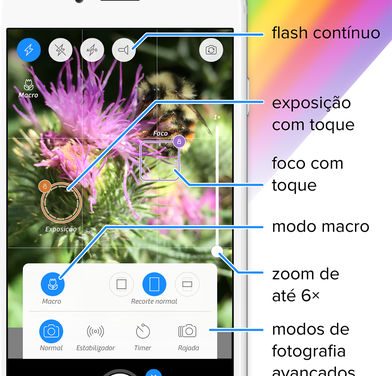 flash contínuo
Macro
exposição
com toque
Foco
foco com
toque
Exposição
modo macro
Macro
Recorte normal
zoom de
até 6×
Normal
Estabilizador
Timer
Rajada
modos de
fotografia
avançados